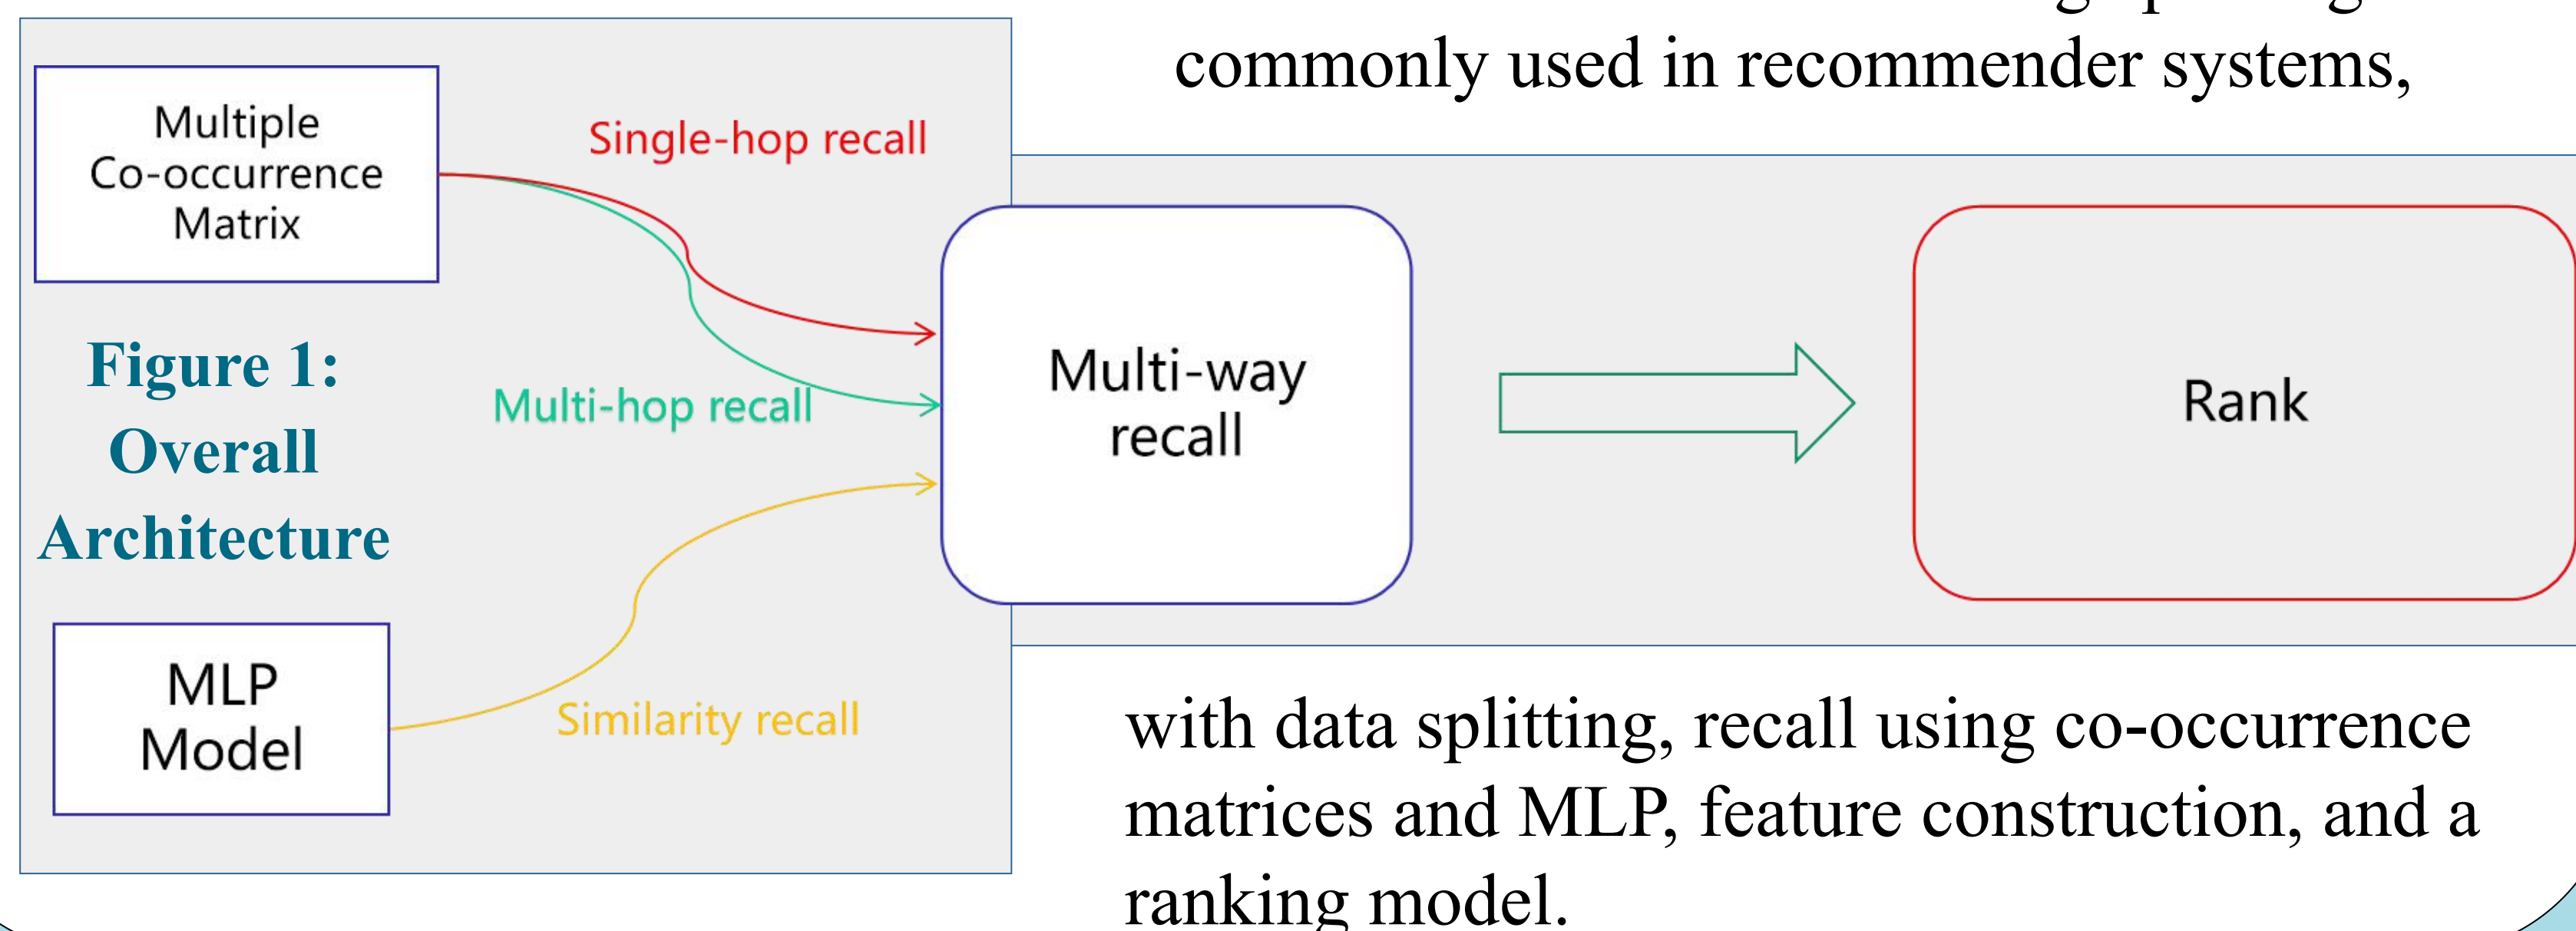 commonly used in recommender systems,
Multiple
Co-occurrence
Matrix
Single-hop recall
Multi-hop recall
Figure 1:
Overall
Architecture
MLP
Model
Similarity recall
Multi-way
recall
Rank
with data splitting, recall using co-occurrence
matrices and MLP, feature construction, and a
ranking model.